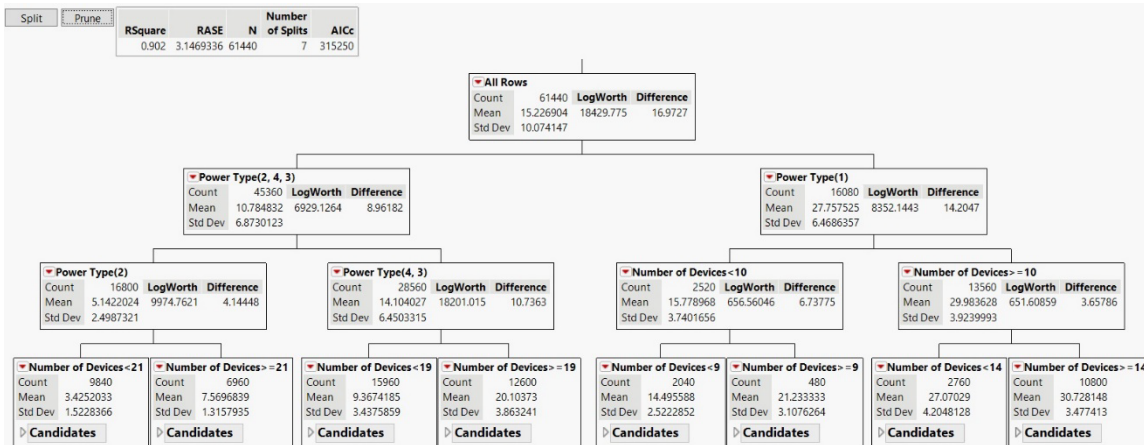 Split Prune
RSquare RASE N Number of Splits AICc
0.902 3.1469336 61440 7 315250
All Rows
Count 61440 LogWorth Difference
Mean 15.226904 18429.775 16.9727
Std Dev 10.074147
Power Type(2, 4, 3)
Count 45360 LogWorth Difference
Mean 10.784832 6929.1264 8.96182
Std Dev 6.8730123
Power Type(1)
Count 16080 LogWorth Difference
Mean 27.757525 8352.1443 14.2047
Std Dev 6.4686357
Power Type(2)
Count 16800 LogWorth Difference
Mean 5.1422024 9974.7621 4.14448
Std Dev 2.4987321
Power Type(4, 3)
Count 28560 LogWorth Difference
Mean 14.104027 18201.015 10.7363
Std Dev 6.4503315
Number of Devices<10
Count 2520 LogWorth Difference
Mean 15.778968 656.56046 6.73775
Std Dev 3.7401656
Number of Devices>=10
Count 13560 LogWorth Difference
Mean 29.983628 651.60859 3.65786
Std Dev 3.9239993
Number of Devices<21
Count 9840
Mean 3.4252033
Std Dev 1.5228366
Candidates
Number of Devices>=21
Count 6960
Mean 7.5696839
Std Dev 1.3157935
Candidates
Number of Devices<19
Count 15960
Mean 9.3674185
Std Dev 3.4375859
Candidates
Number of Devices>=19
Count 12600
Mean 20.10373
Std Dev 3.863241
Candidates
Number of Devices<9
Count 2040
Mean 14.495588
Std Dev 2.5222852
Candidates
Number of Devices>=9
Count 480
Mean 21.233333
Std Dev 3.1076264
Candidates
Number of Devices<14
Count 2760
Mean 27.07029
Std Dev 4.2048128
Candidates
Number of Devices>=14
Count 10800
Mean 30.728148
Std Dev 3.477413
Candidates